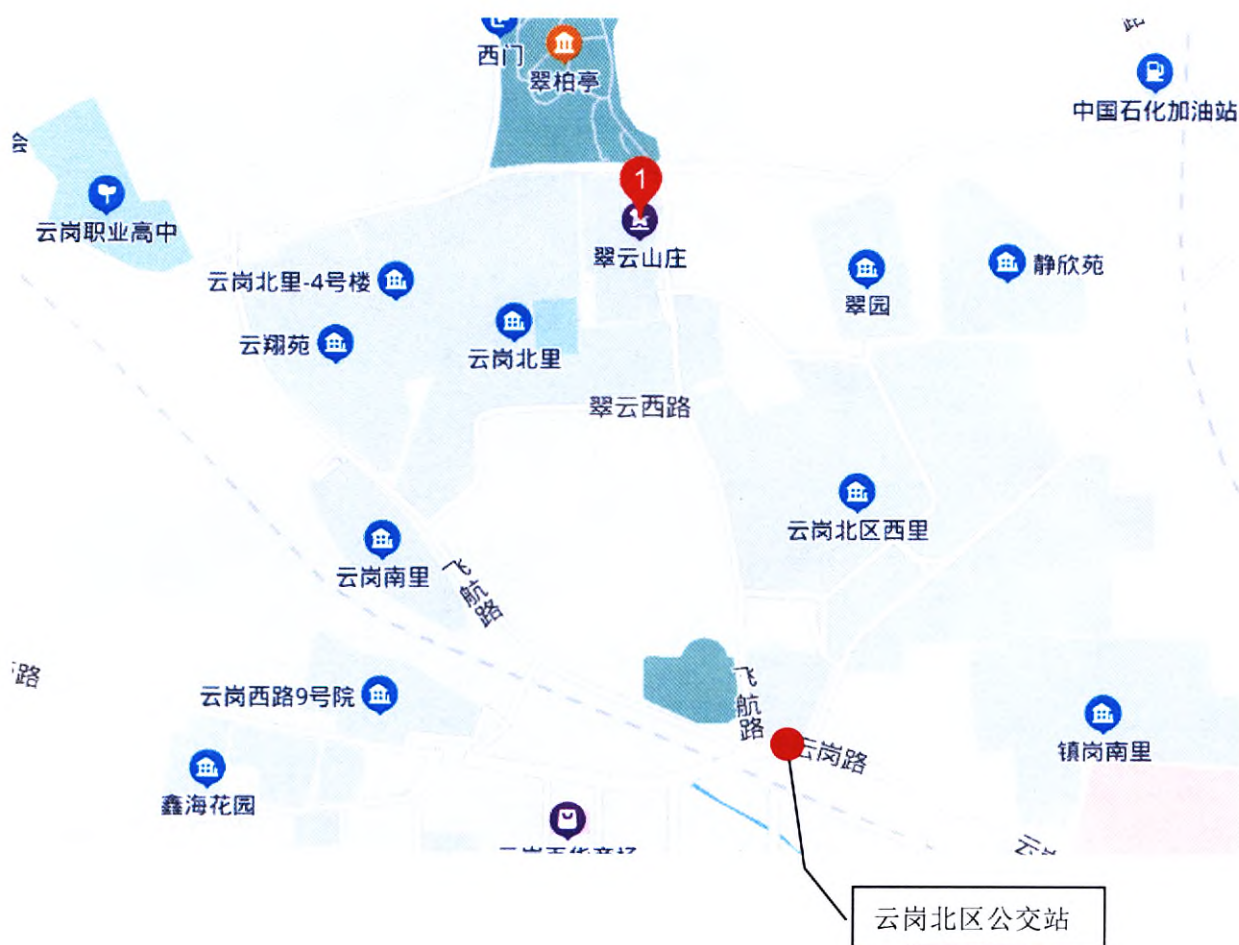 西门
翠柏亭
中国石化加油站
会
云岗职业高中
1
翠云山庄
云岗北里-4号楼
翠园
静欣苑
云翔苑
云岗北里
翠云西路
云岗北区西里
云岗南里
飞航路
路
云岗西路9号院
飞航路
云岗路
镇岗南里
鑫海花园
云岗北区公交站